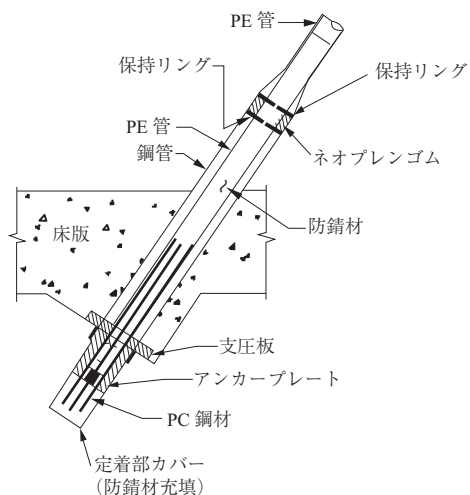 PE 管
保持リング
保持リング
PE 管
鋼管
ネオプレンゴム
防錆材
床版
支圧板
アンカープレート
PC 鋼材
定着部カバー
（防錆材充填）